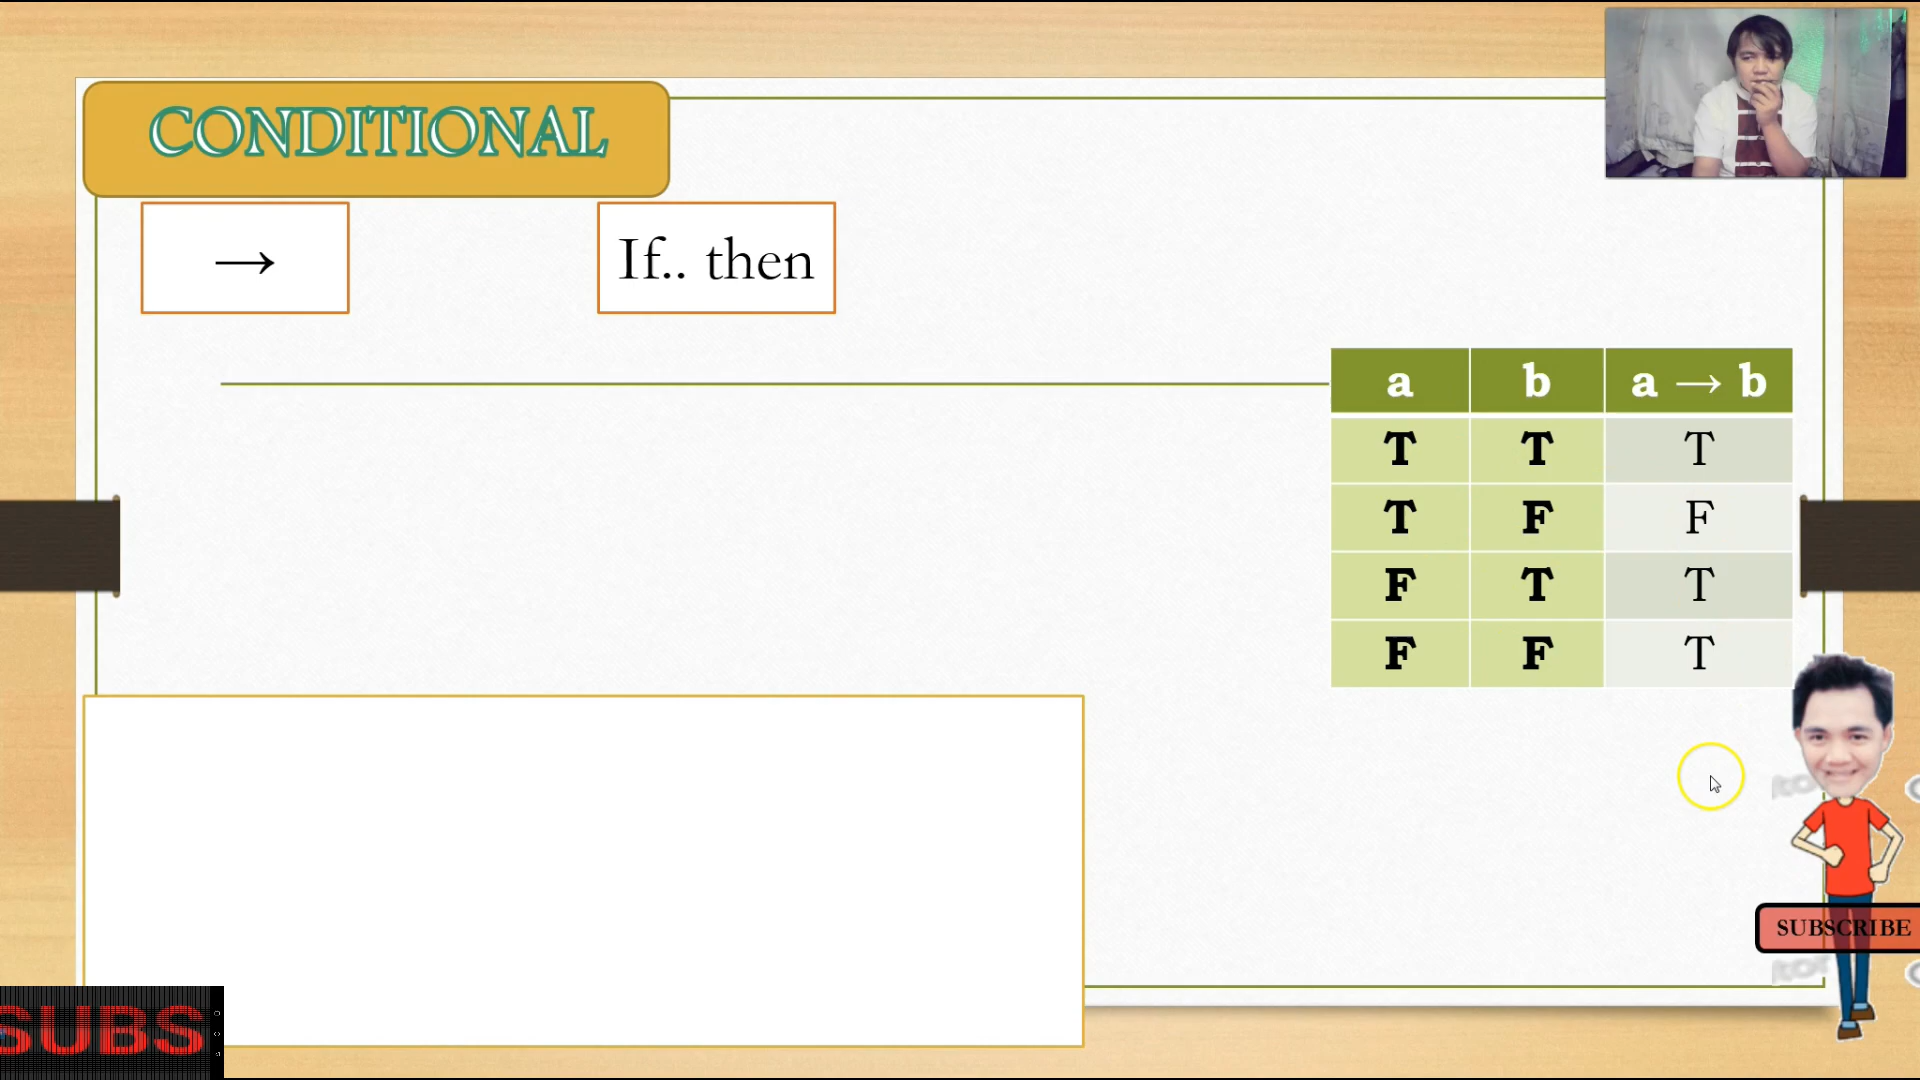 CONDITIONAL
→
If.. then
a b a → b
T T T
T F F
F T T
F F T
SUBSCRIBE
SUBS